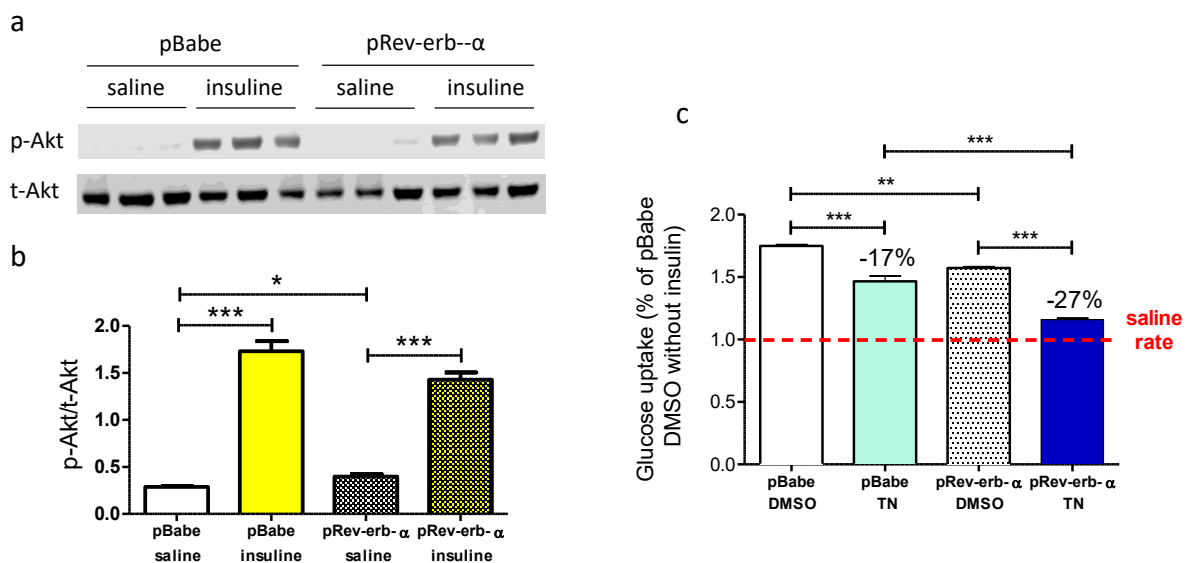 a
pBabe pRev-erb--α
saline insuline saline insuline
p-Akt
t-Akt
b
p-Akt/t-Akt
2.0
1.5
1.0
0.5
0.0
*
***
***
pBabe saline
pBabe insuline
pRev-erb- α saline
pRev-erb- α insuline
c
Glucose uptake (% of pBabe
DMSO without insulin)
2.0
1.5
1.0
0.5
0.0
***
**
***
***
-17%
-27%
saline
rate
pBabe DMSO
pBabe TN
pRev-erb-α DMSO
pRev-erb-α TN